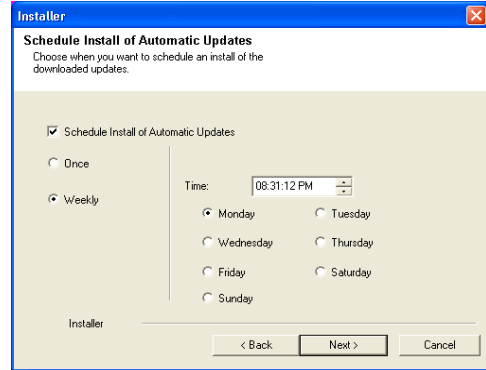 Installer
Schedule Install of Automatic Updates
Choose when you want to schedule an install of the
downloaded updates.
Schedule Install of Automatic Updates
Once
Weekly
Time: 08:31:12 PM
Monday Tuesday
Wednesday Thursday
Friday Saturday
Sunday
Installer
< Back Next > Cancel